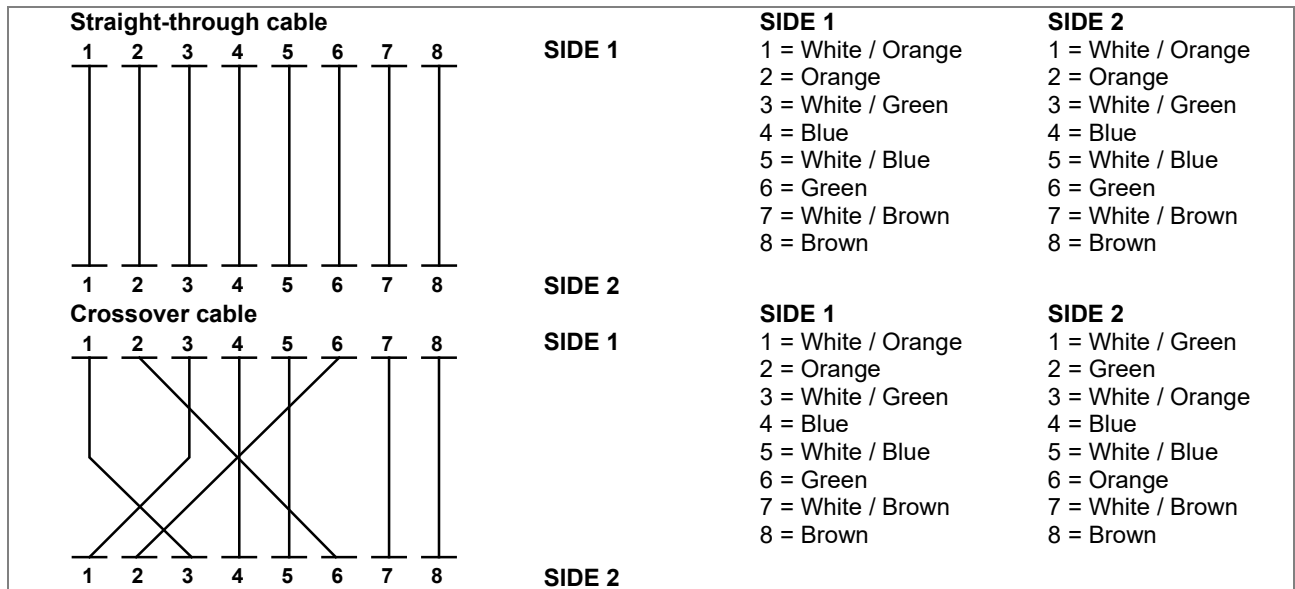 Straight-through cable
1 2 3 4 5 6 7 8
SIDE 1
1 2 3 4 5 6 7 8
SIDE 2
SIDE 1
1 = White / Orange
2 = Orange
3 = White / Green
4 = Blue
5 = White / Blue
6 = Green
7 = White / Brown
8 = Brown
SIDE 2
1 = White / Orange
2 = Orange
3 = White / Green
4 = Blue
5 = White / Blue
6 = Green
7 = White / Brown
8 = Brown
Crossover cable
1 2 3 4 5 6 7 8
SIDE 1
1 2 3 4 5 6 7 8
SIDE 2
SIDE 1
1 = White / Orange
2 = Orange
3 = White / Green
4 = Blue
5 = White / Blue
6 = Green
7 = White / Brown
8 = Brown
SIDE 2
1 = White / Green
2 = Green
3 = White / Orange
4 = Blue
5 = White / Blue
6 = Orange
7 = White / Brown
8 = Brown